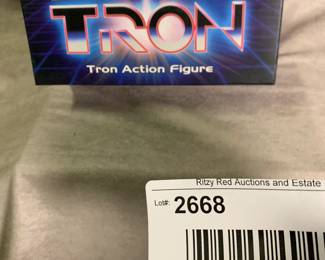 TRON
Tron Action Figure
Ritzy Red Auctions and Estate
Lot#: 2668